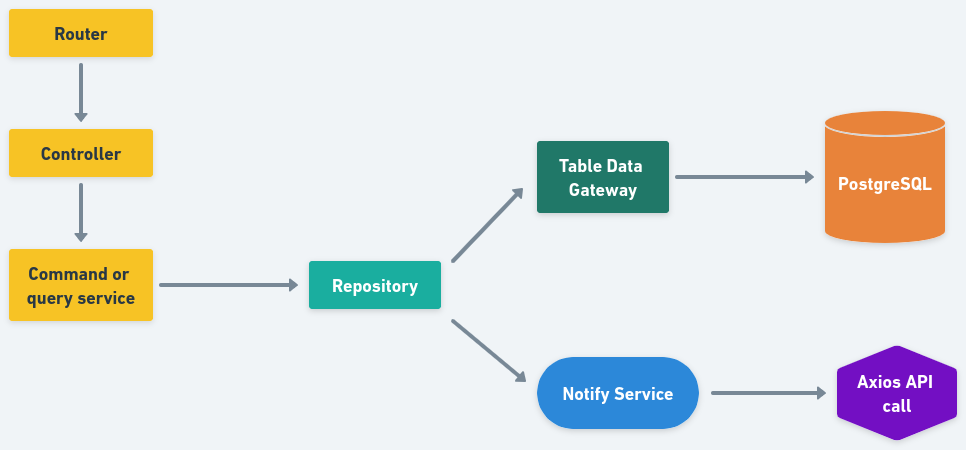 Router
Controller
Command or
query service
Repository
Table Data
Gateway
PostgreSQL
Notify Service
Axios API
call